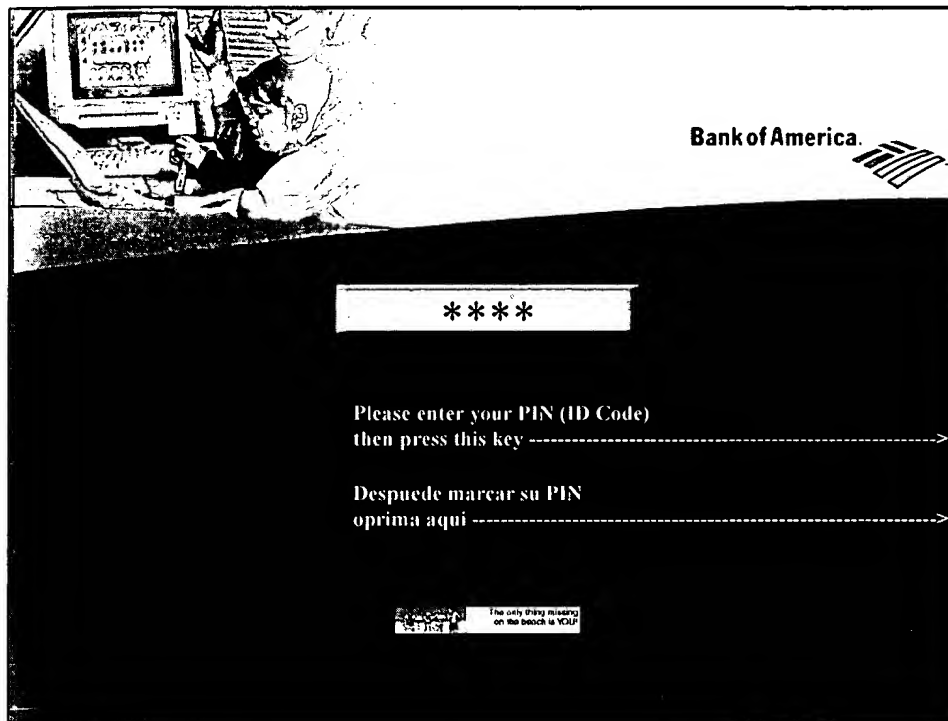 Bank of America.
****
Please enter your PIN (ID Code)
then press this key ---------------------------------------------------------->
Despuede marcar su PIN
oprima aqui ------------------------------------------------------------------>
The only thing missing
on the beach is YOU!